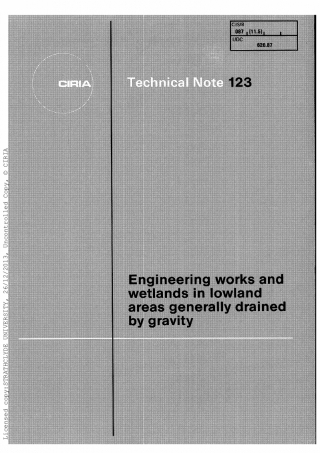 CI/SfB
087 (11.5)
UDC
626.87
CIRIA
Technical Note 123
Engineering works and
wetlands in lowland
areas generally drained
by gravity
Licensed copy:STRATHCLYDE UNIVERSITY, 26/12/2013, Uncontrolled Copy, © CIRIA